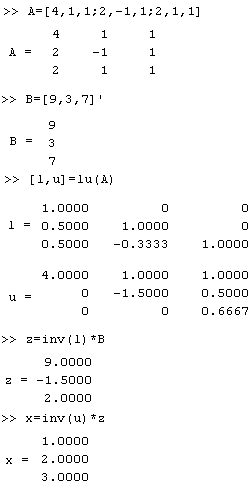 >> A=[4,1,1;2,-1,1;2,1,1]
4 1 1
A = 2 -1 1
2 1 1
>> B=[9,3,7]'
9
B = 3
7
>> [l,u]=lu(A)
1.0000 0 0
l = 0.5000 1.0000 0
0.5000 -0.3333 1.0000
4.0000 1.0000 1.0000
u = 0 -1.5000 0.5000
0 0 0.6667
>> z=inv(l)*B
9.0000
z = -1.5000
2.0000
>> x=inv(u)*z
1.0000
x = 2.0000
3.0000